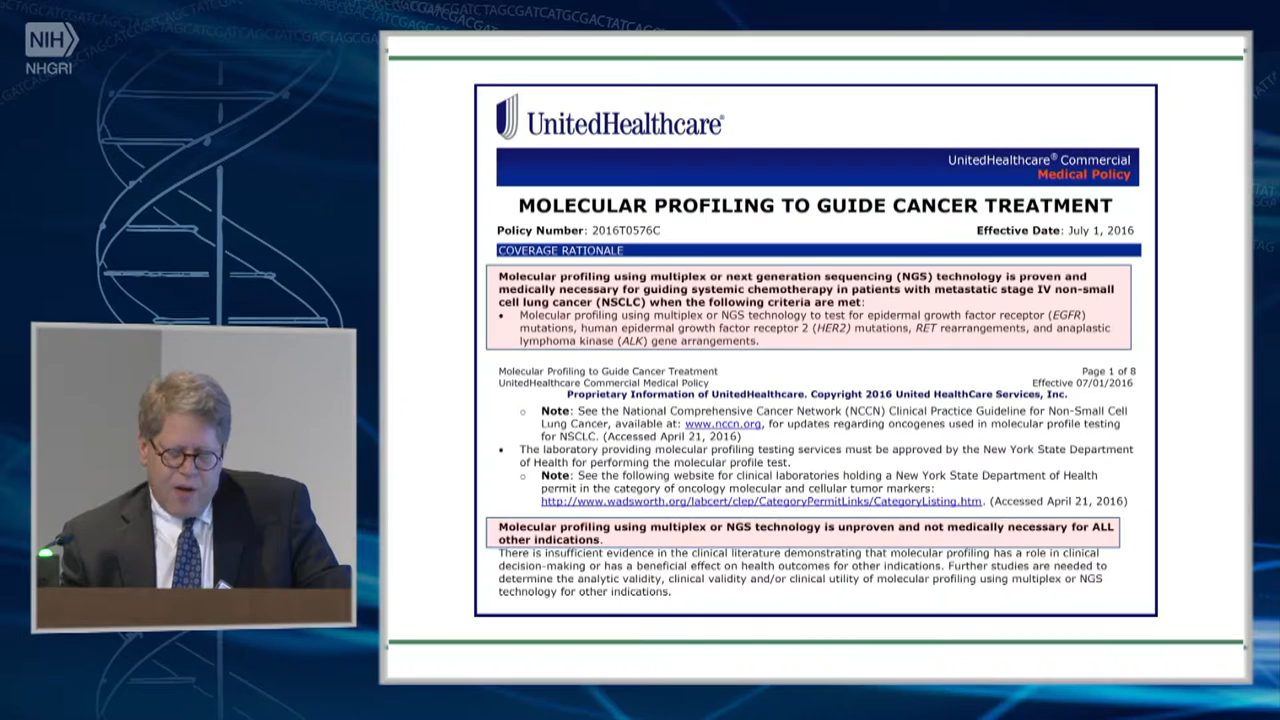 NIH
NHGRI
UnitedHealthcare®
UnitedHealthcare® Commercial
Medical Policy
MOLECULAR PROFILING TO GUIDE CANCER TREATMENT
Policy Number: 2016T0576C
Effective Date: July 1, 2016
COVERAGE RATIONALE
Molecular profiling using multiplex or next generation sequencing (NGS) technology is proven and
medically necessary for guiding systemic chemotherapy in patients with metastatic stage IV non-small
cell lung cancer (NSCLC) when the following criteria are met:
• Molecular profiling using multiplex or NGS technology to test for epidermal growth factor receptor (EGFR)
mutations, human epidermal growth factor receptor 2 (HER2) mutations, RET rearrangements, and anaplastic
lymphoma kinase (ALK) gene arrangements.
Molecular Profiling to Guide Cancer Treatment
Page 1 of 8
UnitedHealthcare Commercial Medical Policy
Effective 07/01/2016
Proprietary Information of UnitedHealthcare. Copyright 2016 United HealthCare Services, Inc.
o Note: See the National Comprehensive Cancer Network (NCCN) Clinical Practice Guideline for Non-Small Cell
Lung Cancer, available at: www.nccn.org, for updates regarding oncogenes used in molecular profile testing
for NSCLC. (Accessed April 21, 2016)
• The laboratory providing molecular profiling testing services must be approved by the New York State Department
of Health for performing the molecular profile test.
o Note: See the following website for clinical laboratories holding a New York State Department of Health
permit in the category of oncology molecular and cellular tumor markers:
http://www.wadsworth.org/labcert/clep/CategoryPermitLinks/CategoryListing.htm. (Accessed April 21, 2016)
Molecular profiling using multiplex or NGS technology is unproven and not medically necessary for ALL
other indications.
There is insufficient evidence in the clinical literature demonstrating that molecular profiling has a role in clinical
decision-making or has a beneficial effect on health outcomes for other indications. Further studies are needed to
determine the analytic validity, clinical validity and/or clinical utility of molecular profiling using multiplex or NGS
technology for other indications.